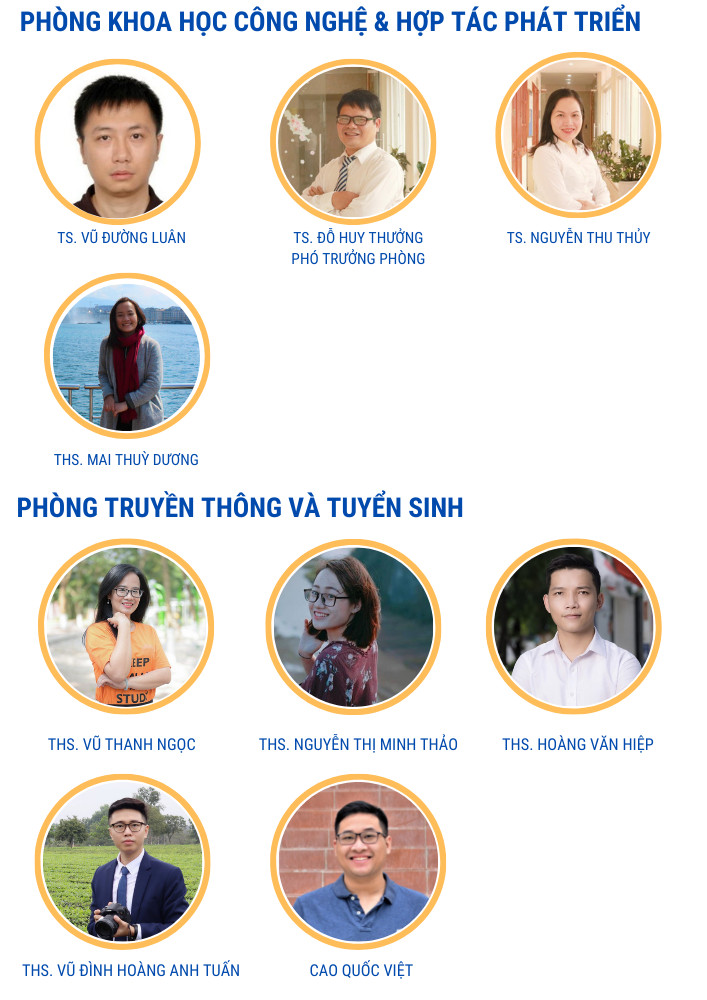 PHÒNG KHOA HỌC CÔNG NGHỆ & HỢP TÁC PHÁT TRIỂN
TS. VŨ ĐƯỜNG LUÂN
TS. ĐỖ HUY THƯỞNG
PHÓ TRƯỞNG PHÒNG
TS. NGUYỄN THU THỦY
THS. MAI THUỲ DƯƠNG
PHÒNG TRUYỀN THÔNG VÀ TUYỂN SINH
STUD
THS. VŨ THANH NGỌC
THS. NGUYỄN THỊ MINH THẢO
THS. HOÀNG VĂN HIỆP
THS. VŨ ĐÌNH HOÀNG ANH TUẤN
CAO QUỐC VIỆT